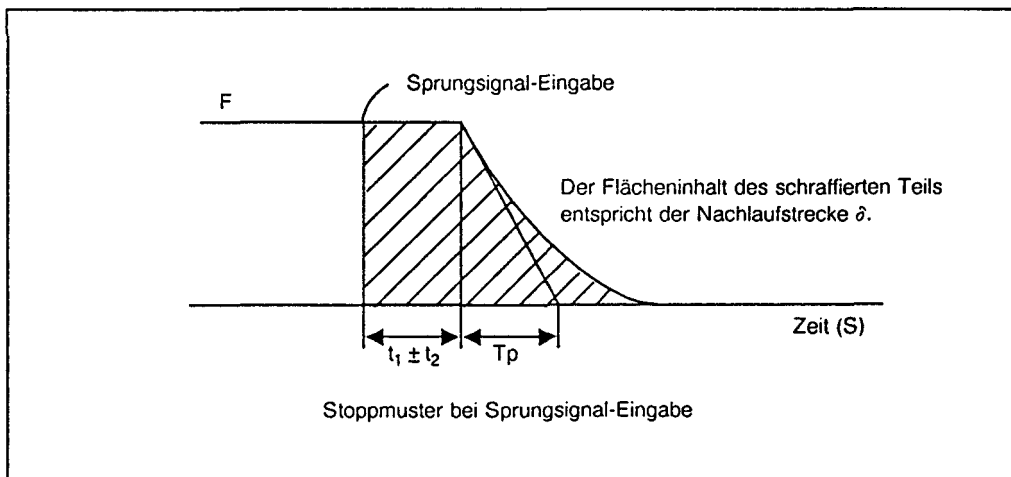 Sprungsignal-Eingabe
F
Der Flächeninhalt des schraffierten Teils
entspricht der Nachlaufstrecke δ.
Zeit (S)
t₁ ± t₂
Tp
Stoppmuster bei Sprungsignal-Eingabe